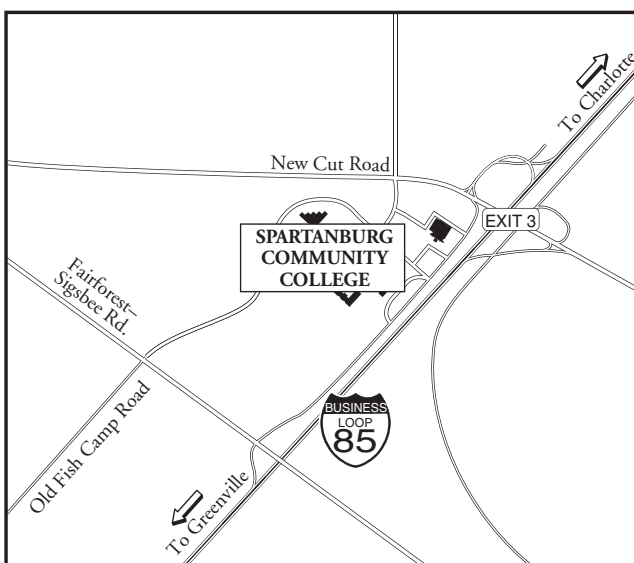 To Charlotte
New Cut Road
EXIT 3
SPARTANBURG
COMMUNITY
COLLEGE
Fairforest–
Sigsbee Rd.
BUSINESS
LOOP
85
Old Fish Camp Road
To Greenville